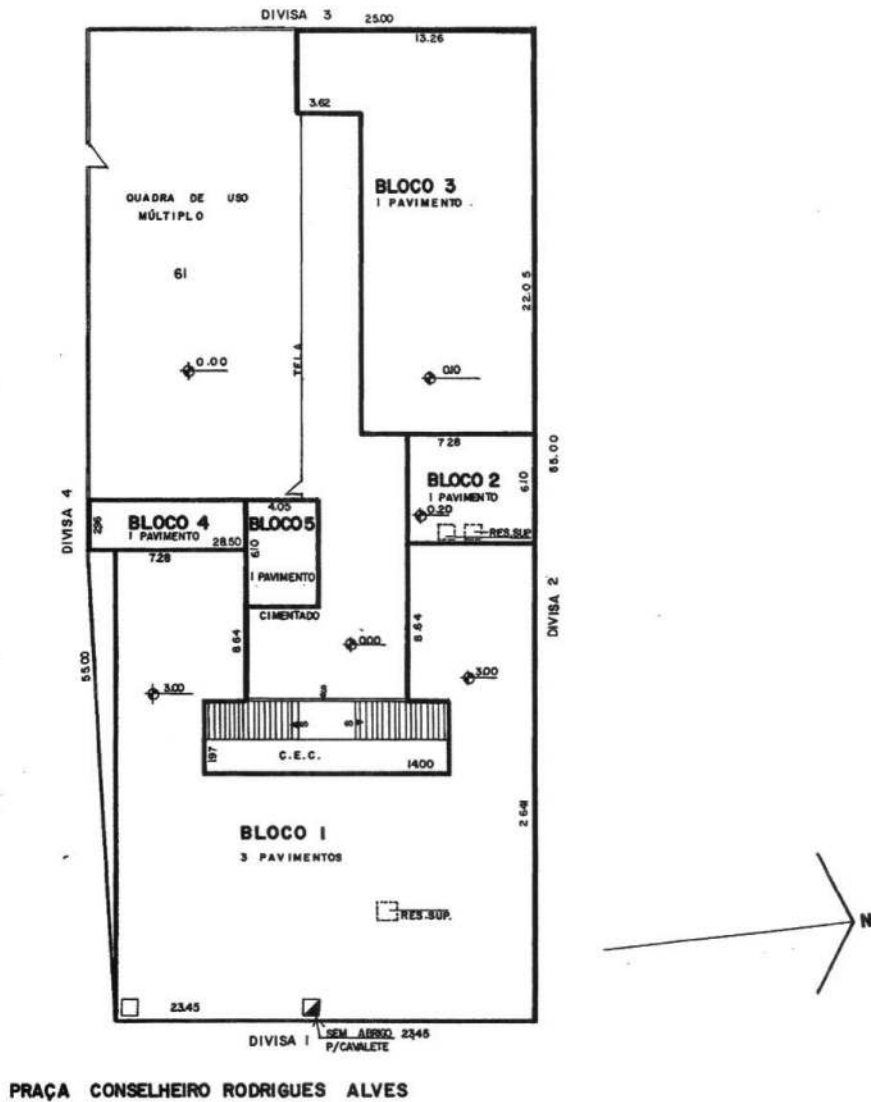 DIVISA 3
25.00
13.26
3.62
BLOCO 3
1 PAVIMENTO
QUADRA DE USO
MÚLTIPLO
61
22.05
0.00
TELA
0.10
7.28
55.00
BLOCO 2
1 PAVIMENTO
6.10
0.20
RES.SUP
DIVISA 4
2.96
BLOCO 4
1 PAVIMENTO
28.50
7.28
4.05
BLOCO 5
6.10
1 PAVIMENTO
CIMENTADO
DIVISA 2
8.64
0.00
8.64
55.00
3.00
3.00
S
S
1.97
C.E.C.
14.00
26.41
BLOCO 1
3 PAVIMENTOS
RES.SUP.
N
23.45
DIVISA 1
SEM ABRIGO 23.45
P/CAVALETE
PRAÇA CONSELHEIRO RODRIGUES ALVES